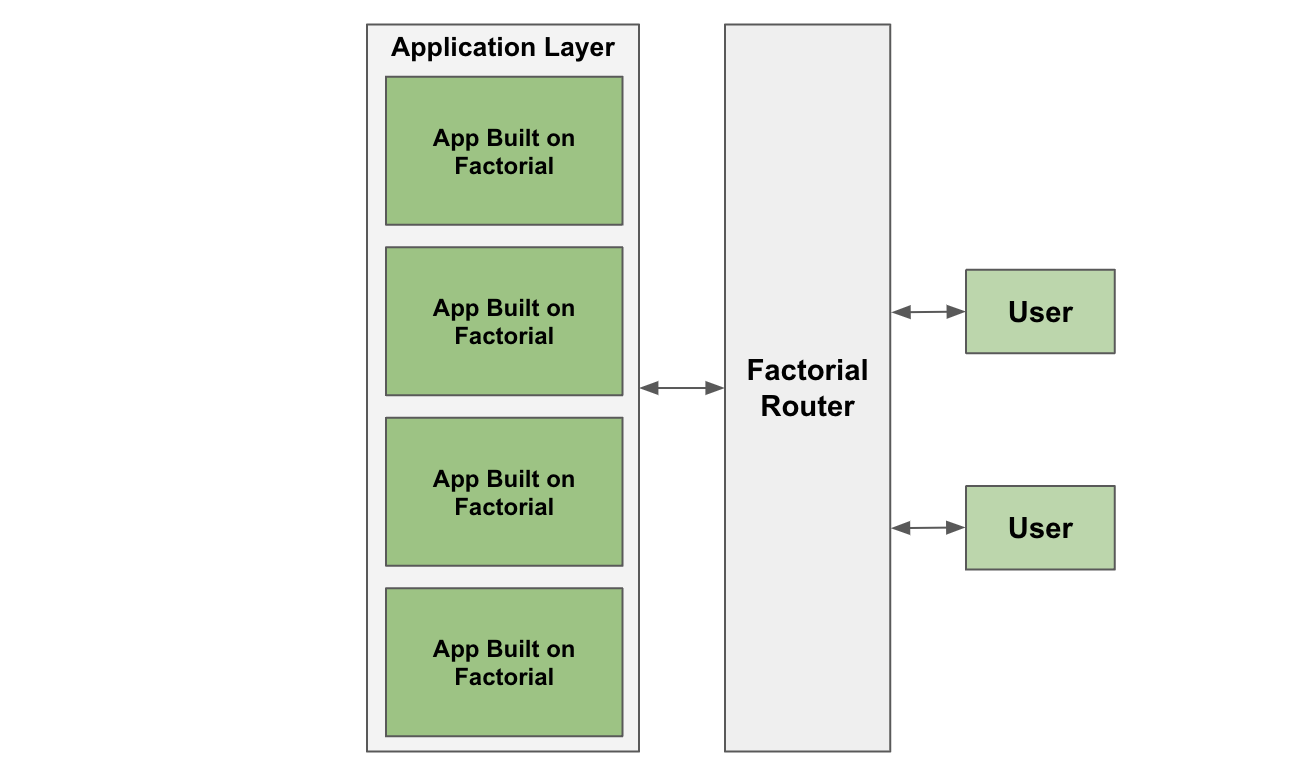 Application Layer
App Built on
Factorial
App Built on
Factorial
App Built on
Factorial
App Built on
Factorial
Factorial
Router
User
User